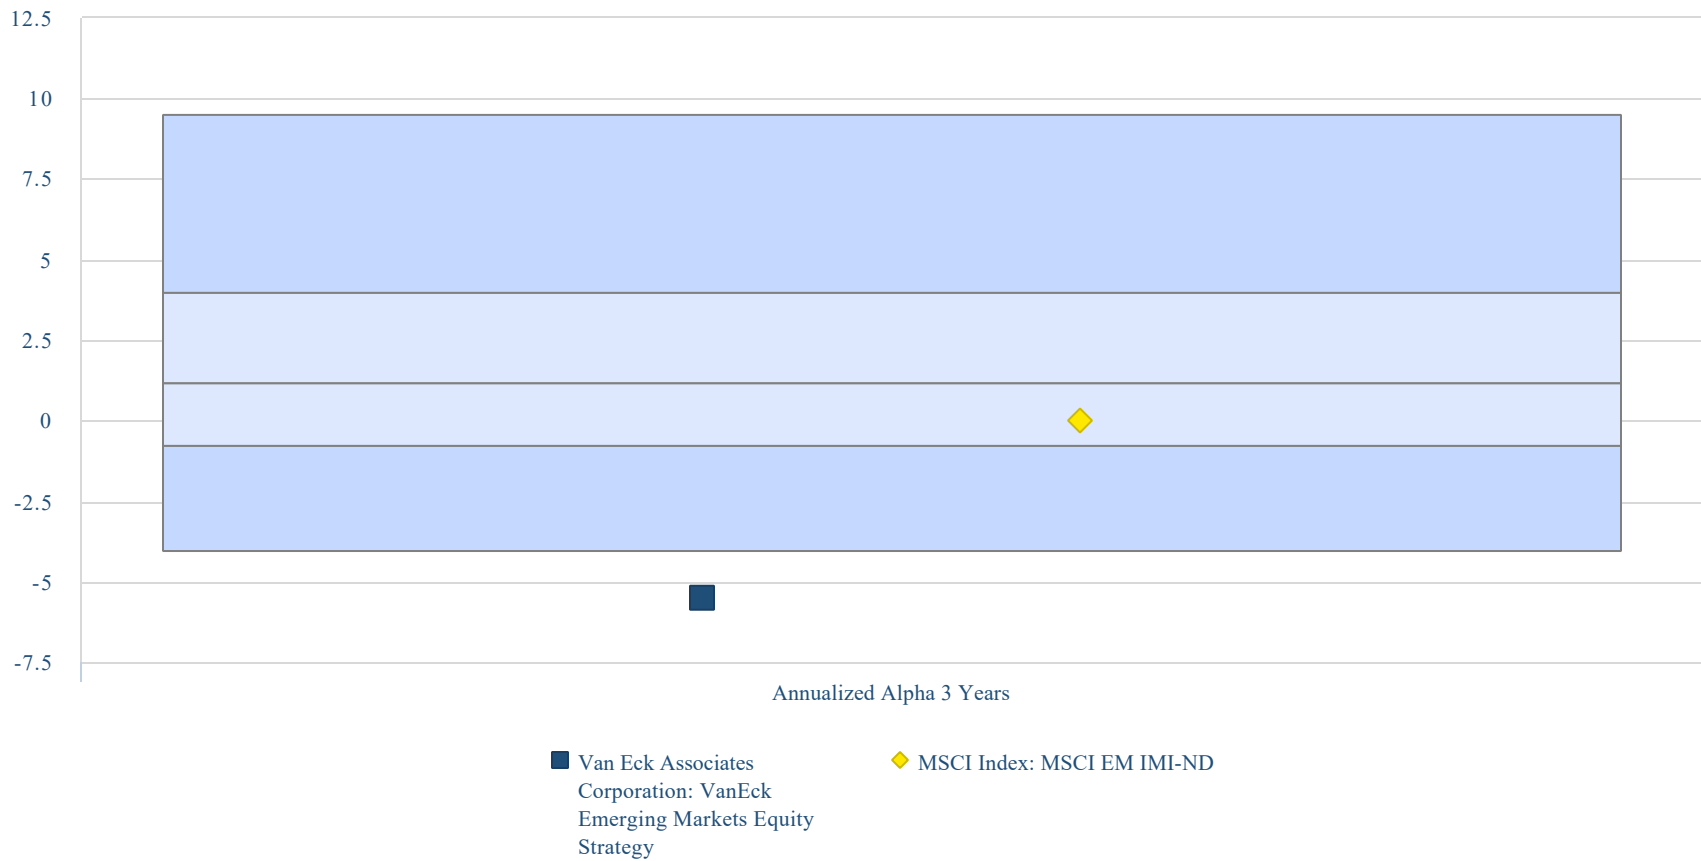 12.5
10
7.5
5
2.5
0
-2.5
-5
-7.5
Annualized Alpha 3 Years
Van Eck Associates
Corporation: VanEck
Emerging Markets Equity
Strategy
MSCI Index: MSCI EM IMI-ND